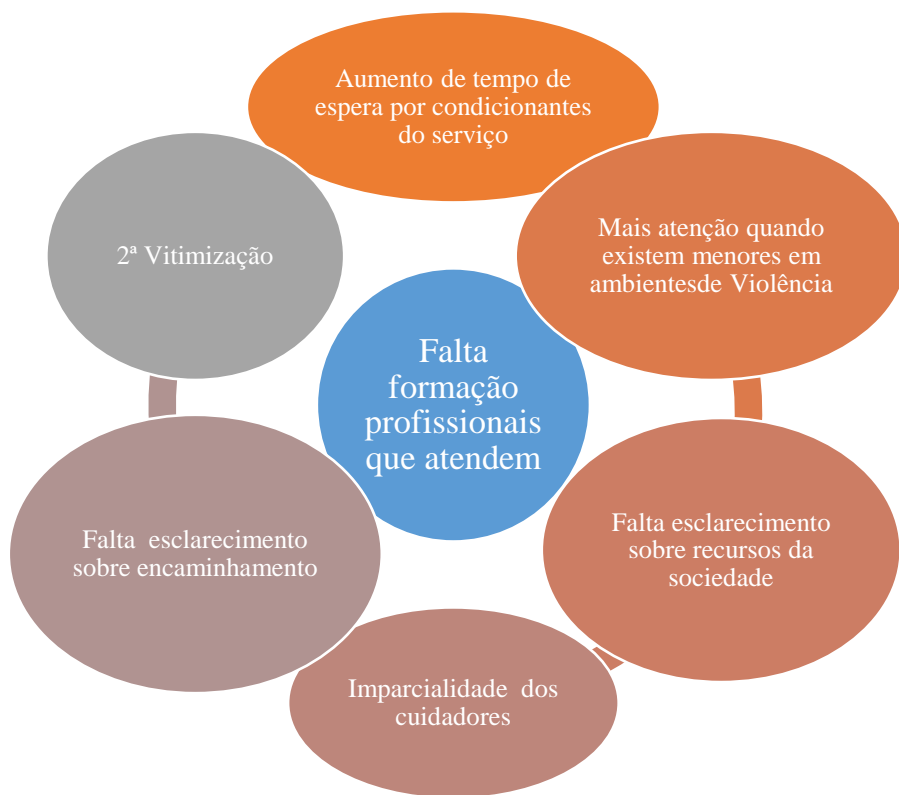 Aumento de tempo de
espera por condicionantes
do serviço
Mais atenção quando
existem menores em
ambientesde Violência
Falta esclarecimento
sobre recursos da
sociedade
Imparcialidade dos
cuidadores
Falta esclarecimento
sobre encaminhamento
2ª Vitimização
Falta
formação
profissionais
que atendem